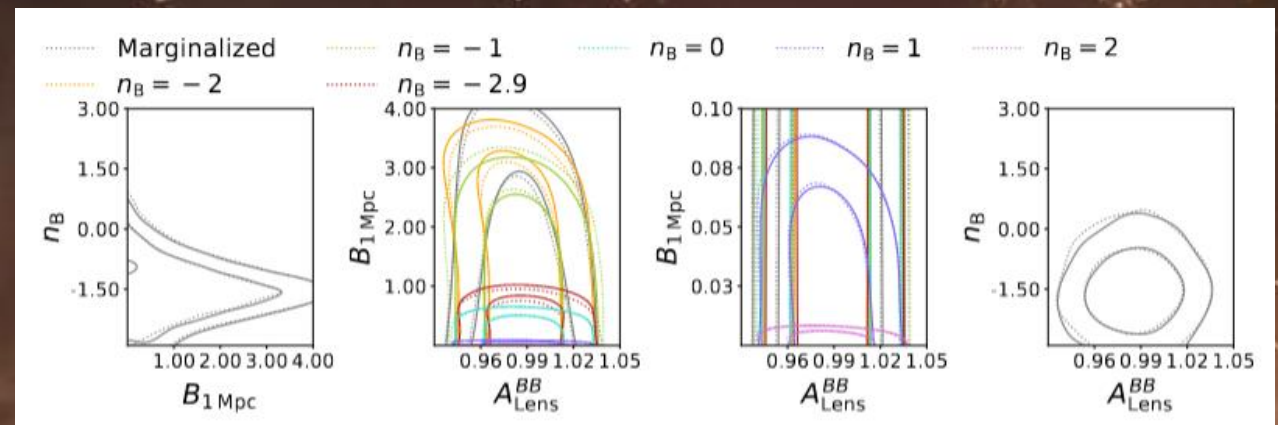 Marginalized n_B = −1 n_B = 0 n_B = 1 n_B = 2
n_B = −2 n_B = −2.9
3.00
1.50
0.00
-1.50
n_B
1.00 2.00 3.00 4.00
B_1 Mpc
4.00
3.00
2.00
1.00
B_1 Mpc
0.96 0.99 1.02 1.05
A^BB_Lens
0.10
0.08
0.05
0.03
B_1 Mpc
0.96 0.99 1.02 1.05
A^BB_Lens
3.00
1.50
0.00
-1.50
n_B
0.96 0.99 1.02 1.05
A^BB_Lens